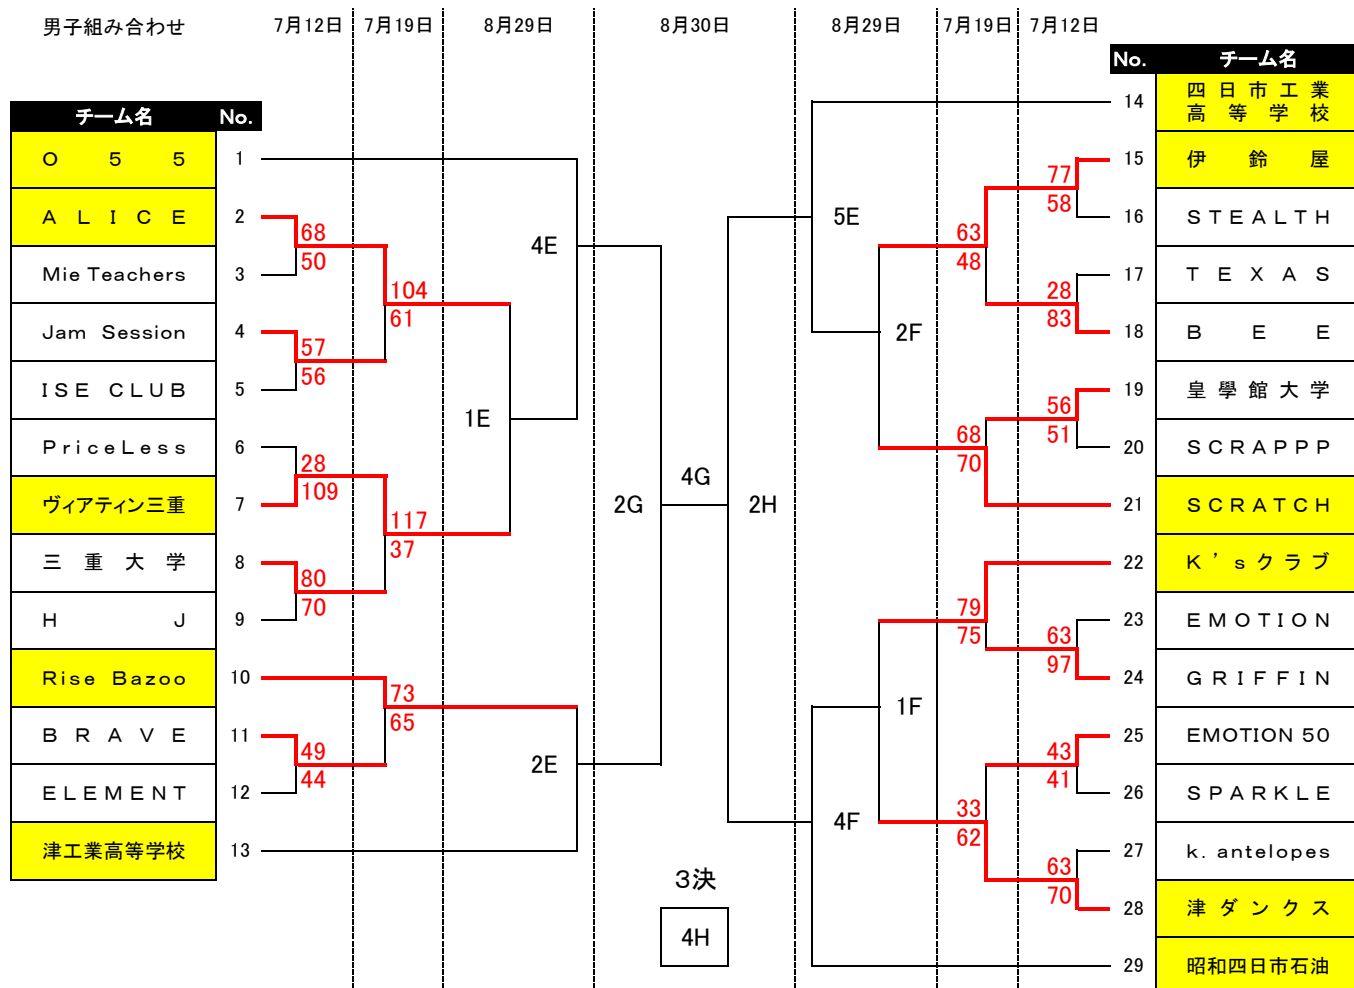 男子組み合わせ 7月12日 7月19日 8月29日 8月30日 8月29日 7月19日 7月12日
チーム名 No.
O 5 5 1
A L I C E 2
Mie Teachers 3
Jam Session 4
ISE CLUB 5
PriceLess 6
ヴィアティン三重 7
三 重 大 学 8
H J 9
Rise Bazoo 10
B R A V E 11
ELEMENT 12
津工業高等学校 13
68
50
57
56
28
109
80
70
49
44
104
61
117
37
73
65
4E
1E
2E
2G
4G
2H
3決
4H
5E
2F
1F
4F
63
48
68
70
79
75
33
62
77
58
28
83
56
51
63
97
43
41
63
70
No. チーム名
14 四日市工業
高等学校
15 伊 鈴 屋
16 STEALTH
17 T E X A S
18 B E E
19 皇學館大学
20 SCRAPPP
21 SCRATCH
22 K'sクラブ
23 EMOTION
24 GRIFFIN
25 EMOTION 50
26 SPARKLE
27 k. antelopes
28 津ダンクス
29 昭和四日市石油